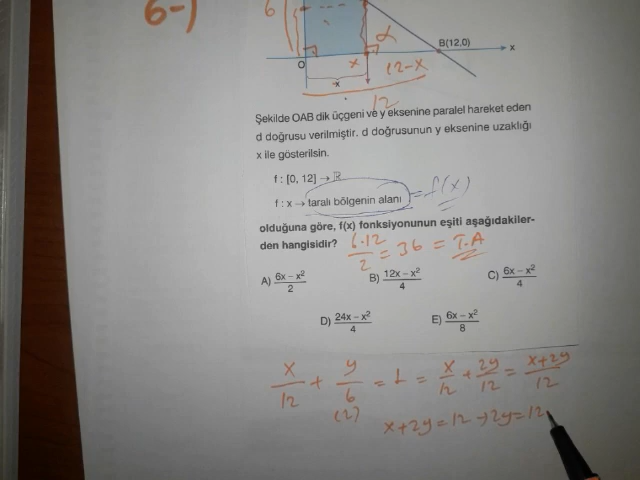 6-)
6
α
B(12,0)
x
O
x
12-x
x
12
Şekilde OAB dik üçgeni ve y eksenine paralel hareket eden
d doğrusu verilmiştir. d doğrusunun y eksenine uzaklığı
x ile gösterilsin.
f : [0, 12] → ℝ
f : x → taralı bölgenin alanı = f(x)
olduğuna göre, f(x) fonksiyonunun eşiti aşağıdakiler-
den hangisidir? 6·12/2 = 36 = T.A
A) 6x – x²/2 B) 12x – x²/4 C) 6x – x²/4
D) 24x – x²/4 E) 6x – x²/8
x/12 + y/6 = 1 = x/12 + 2y/12 = x+2y/12
(2)
x+2y=12 → 2y=12